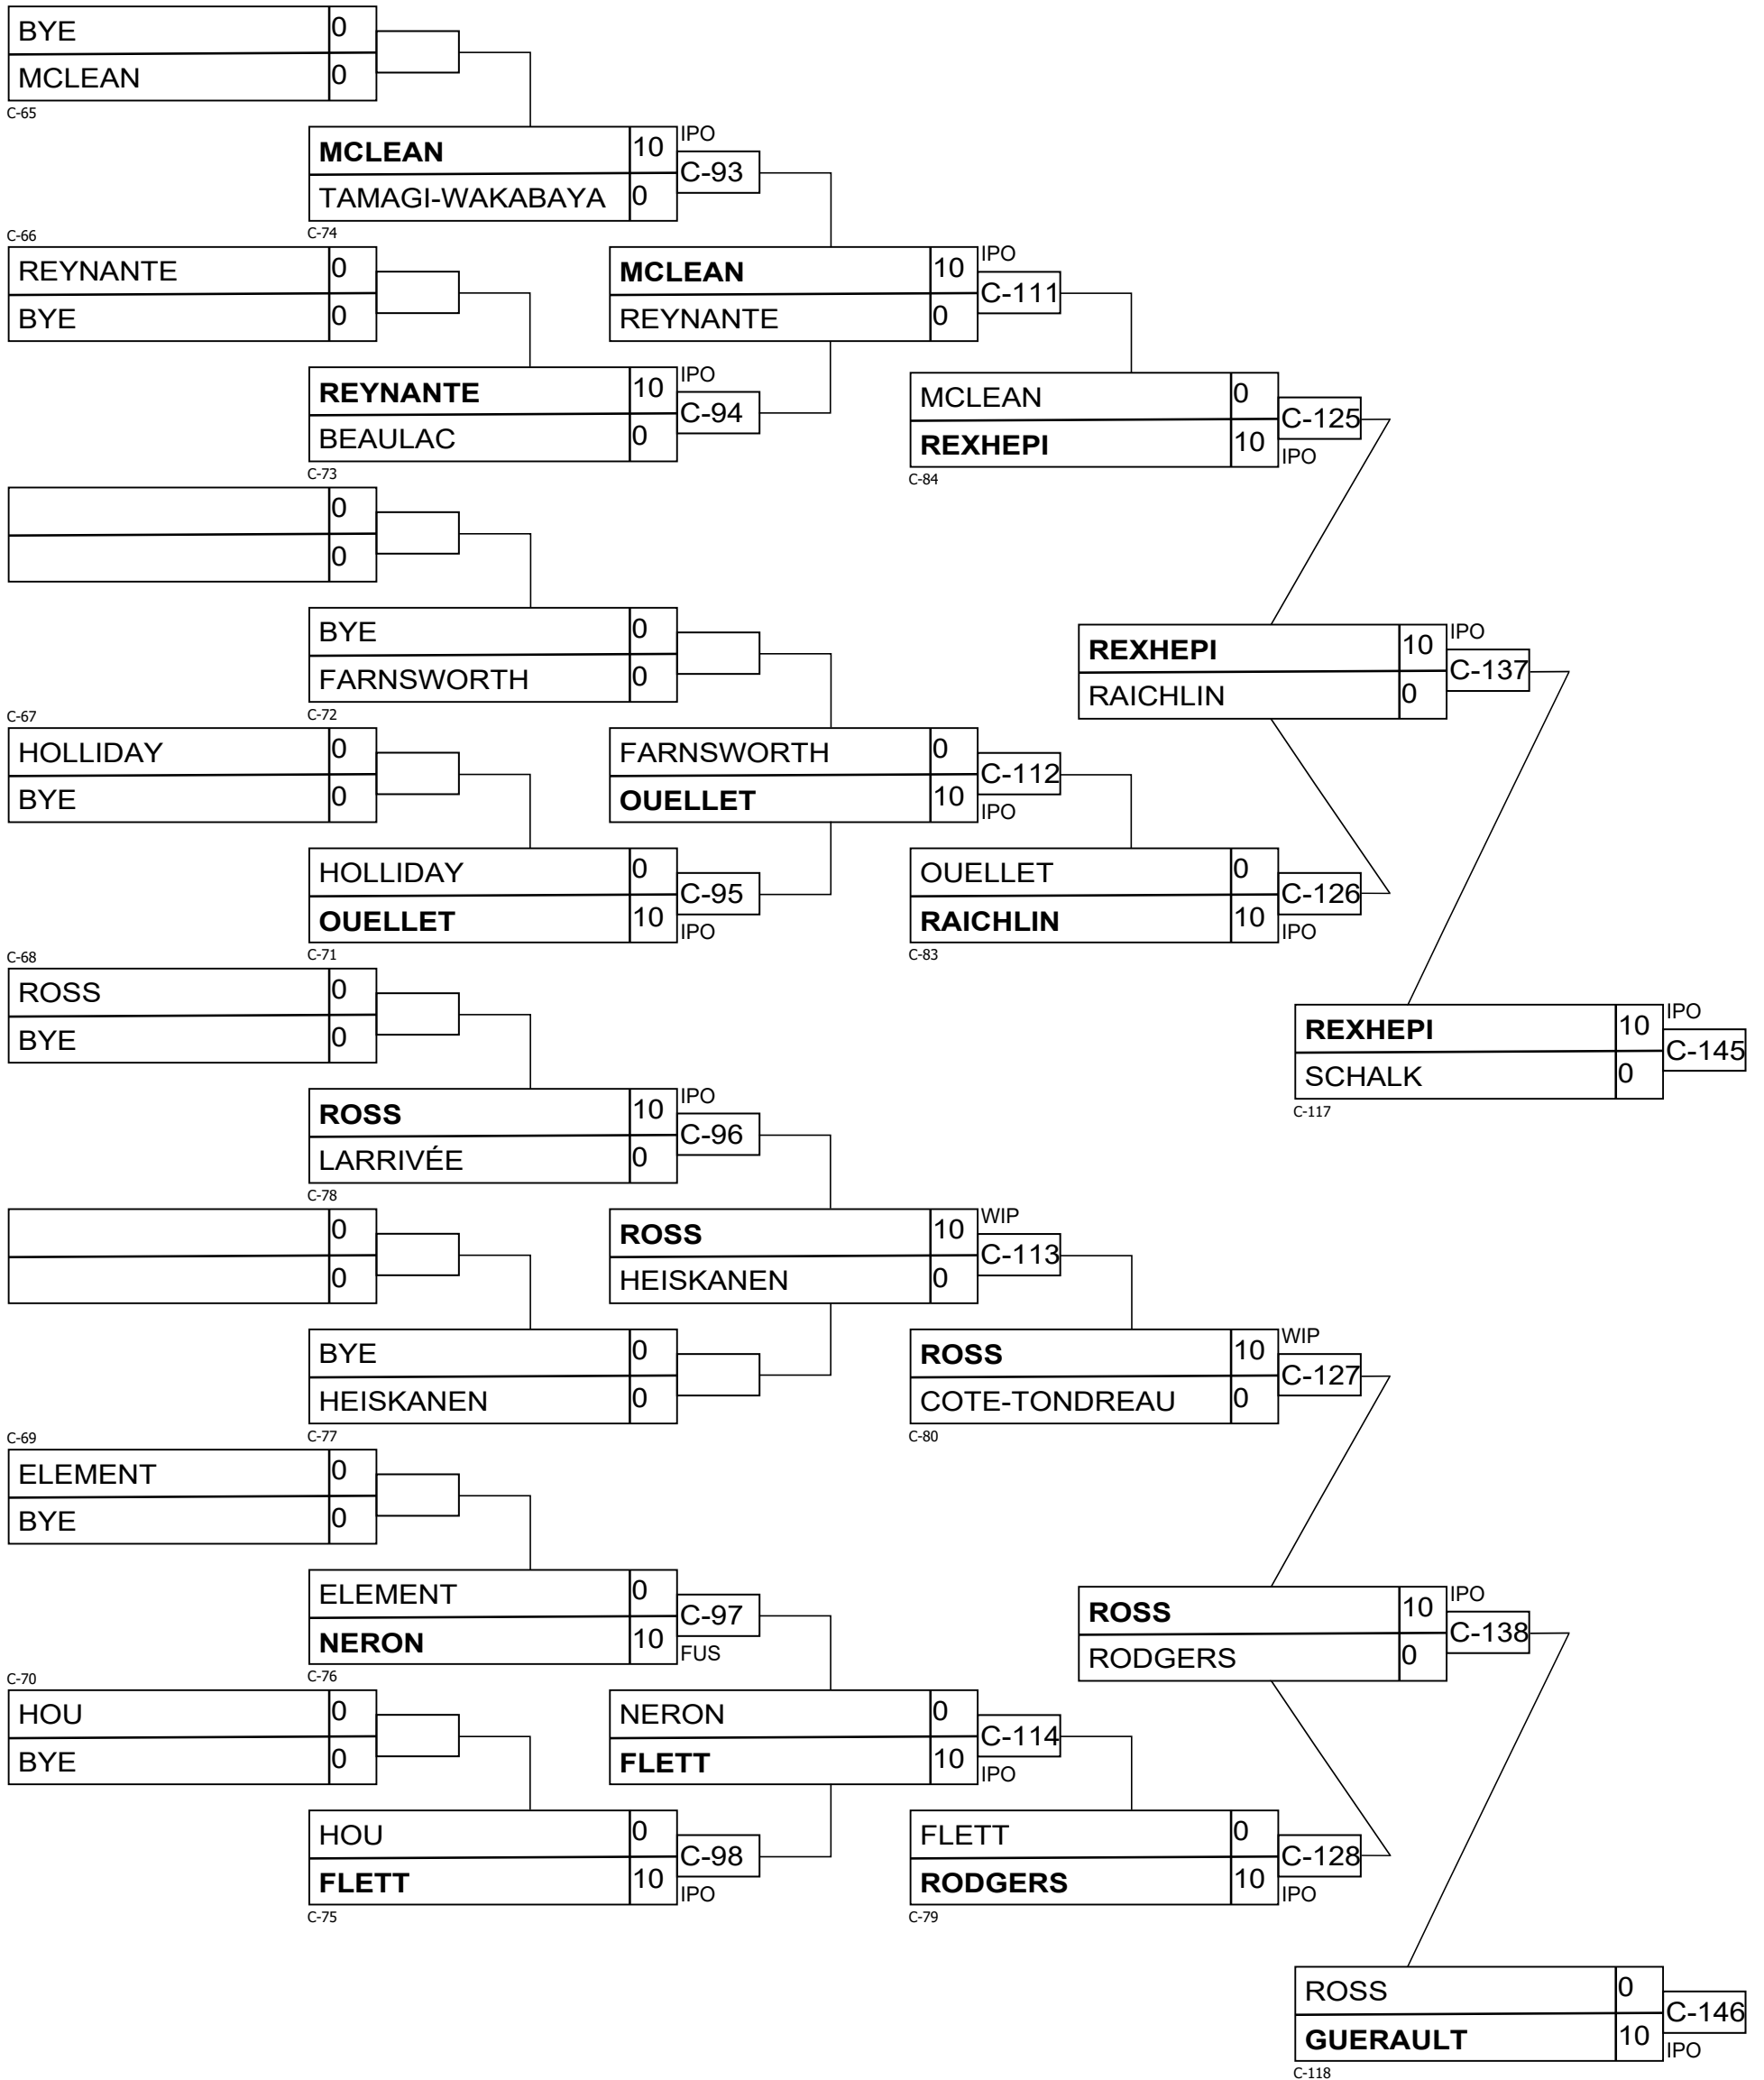 BYE 0
MCLEAN 0
C-65
MCLEAN 10 IPO
C-93
TAMAGI-WAKABAYA 0
C-74
C-66
REYNANTE 0
BYE 0
MCLEAN 10 IPO
C-111
REYNANTE 0
REYNANTE 10 IPO
C-94
BEAULAC 0
C-73
MCLEAN 0
C-125
REXHEPI 10 IPO
C-84
0
0
BYE 0
FARNSWORTH 0
C-72
REXHEPI 10 IPO
C-137
RAICHLIN 0
C-67
HOLLIDAY 0
BYE 0
FARNSWORTH 0
C-112
OUELLET 10 IPO
HOLLIDAY 0
C-95
OUELLET 10 IPO
C-71
OUELLET 0
C-126
RAICHLIN 10 IPO
C-83
C-68
ROSS 0
BYE 0
REXHEPI 10 IPO
C-145
SCHALK 0
C-117
ROSS 10 IPO
C-96
LARRIVÉE 0
C-78
0
0
ROSS 10 WIP
C-113
HEISKANEN 0
BYE 0
HEISKANEN 0
C-77
ROSS 10 WIP
C-127
COTE-TONDREAU 0
C-80
C-69
ELEMENT 0
BYE 0
ELEMENT 0
C-97
NERON 10 FUS
C-76
ROSS 10 IPO
C-138
RODGERS 0
C-70
HOU 0
BYE 0
NERON 0
C-114
FLETT 10 IPO
HOU 0
C-98
FLETT 10 IPO
C-75
FLETT 0
C-128
RODGERS 10 IPO
C-79
ROSS 0
C-146
GUERAULT 10 IPO
C-118